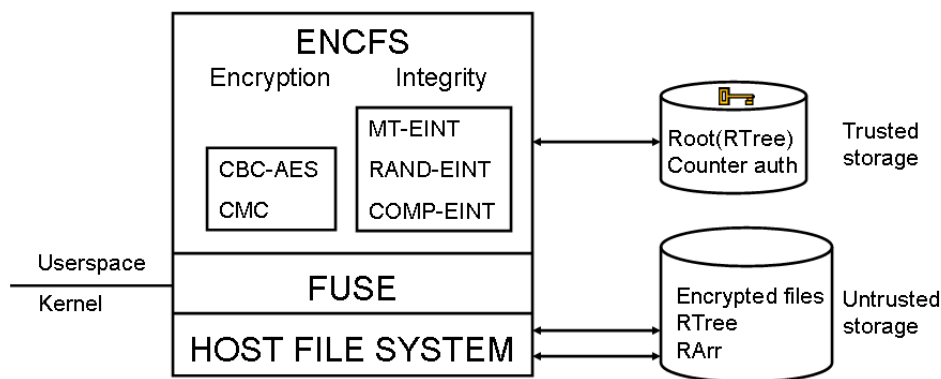 ENCFS
Encryption
Integrity
MT-EINT
RAND-EINT
COMP-EINT
CBC-AES
CMC
Root(RTree)
Counter auth
Trusted
storage
Userspace
Kernel
FUSE
HOST FILE SYSTEM
Encrypted files
RTree
RArr
Untrusted
storage